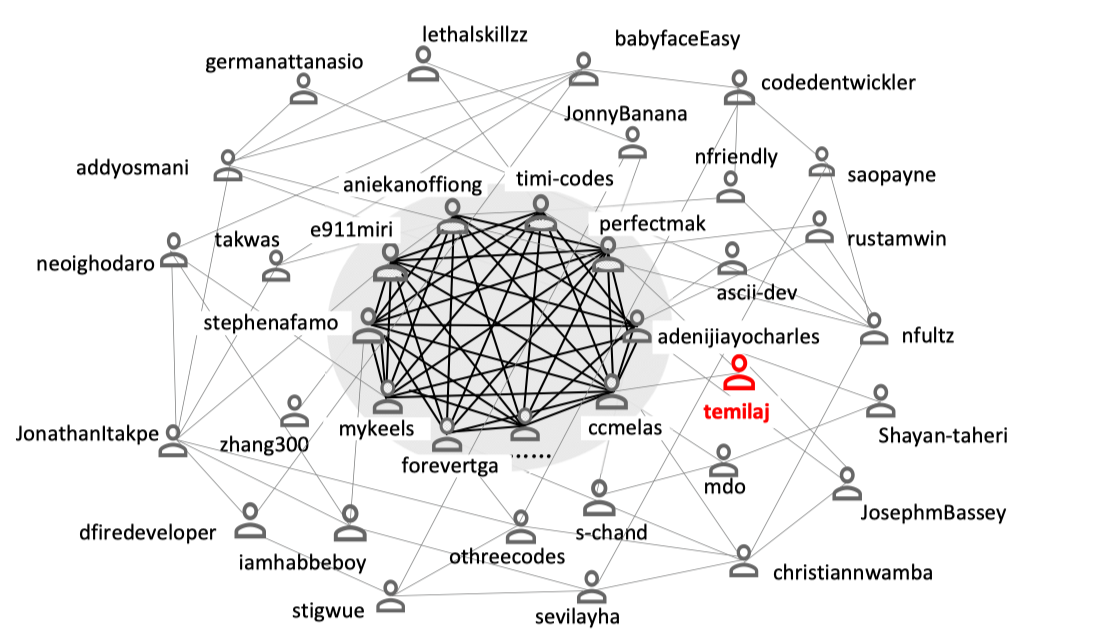 lethalskillzz
babyfaceEasy
germanattanasio
codedentwickler
JonnyBanana
nfriendly
addyosmani
saopayne
aniekanoffiong
timi-codes
perfectmak
e911miri
takwas
rustamwin
neoighodaro
ascii-dev
stephenafamo
adenijiayocharles
nfultz
temilaj
mykeels
ccmelas
JonathanItakpe
zhang300
Shayan-taheri
forevertga
......
mdo
JosephmBassey
dfiredeveloper
s-chand
iamhabbeboy
othreecodes
christiannwamba
stigwue
sevilayha